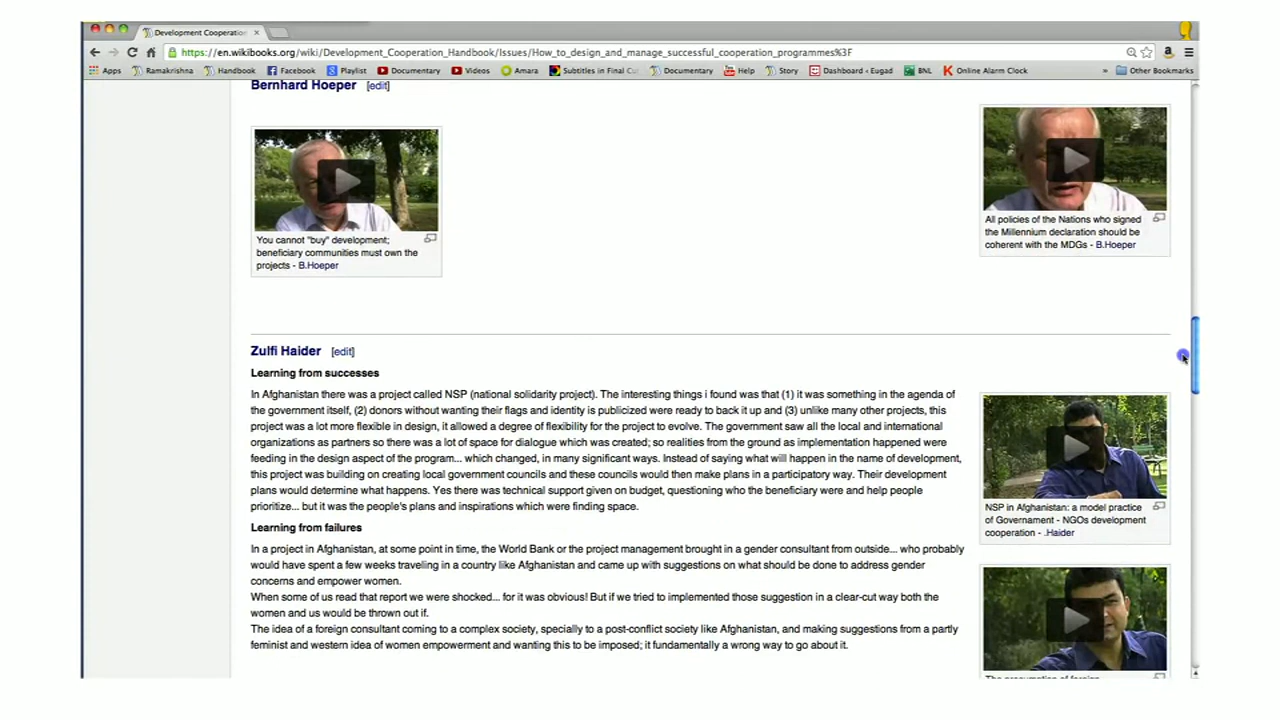 Development Cooperation
https://en.wikibooks.org/wiki/Development_Cooperation_Handbook/Issues/How_to_design_and_manage_successful_cooperation_programmes%3F
Apps Ramakrishna Handbook Facebook Playlist Documentary Videos Amara Subtitles in Final Cu Documentary Help Story Dashboard ‹ Eugad BNL Online Alarm Clock » Other Bookmarks
Bernhard Hoeper [edit]
You cannot "buy" development;
beneficiary communities must own the
projects - B.Hoeper
All policies of the Nations who signed
the Millennium declaration should be
coherent with the MDGs - B.Hoeper
Zulfi Haider [edit]
Learning from successes
In Afghanistan there was a project called NSP (national solidarity project). The interesting things i found was that (1) it was something in the agenda of
the government itself, (2) donors without wanting their flags and identity is publicized were ready to back it up and (3) unlike many other projects, this
project was a lot more flexible in design, it allowed a degree of flexibility for the project to evolve. The government saw all the local and international
organizations as partners so there was a lot of space for dialogue which was created; so realities from the ground as implementation happened were
feeding in the design aspect of the program... which changed, in many significant ways. Instead of saying what will happen in the name of development,
this project was building on creating local government councils and these councils would then make plans in a participatory way. Their development
plans would determine what happens. Yes there was technical support given on budget, questioning who the beneficiary were and help people
prioritize... but it was the people's plans and inspirations which were finding space.
NSP in Afghanistan: a model practice
of Governament - NGOs development
cooperation - .Haider
Learning from failures
In a project in Afghanistan, at some point in time, the World Bank or the project management brought in a gender consultant from outside... who probably
would have spent a few weeks traveling in a country like Afghanistan and came up with suggestions on what should be done to address gender
concerns and empower women.
When some of us read that report we were shocked... for it was obvious! But if we tried to implemented those suggestion in a clear-cut way both the
women and us would be thrown out if.
The idea of a foreign consultant coming to a complex society, specially to a post-conflict society like Afghanistan, and making suggestions from a partly
feminist and western idea of women empowerment and wanting this to be imposed; it fundamentally a wrong way to go about it.